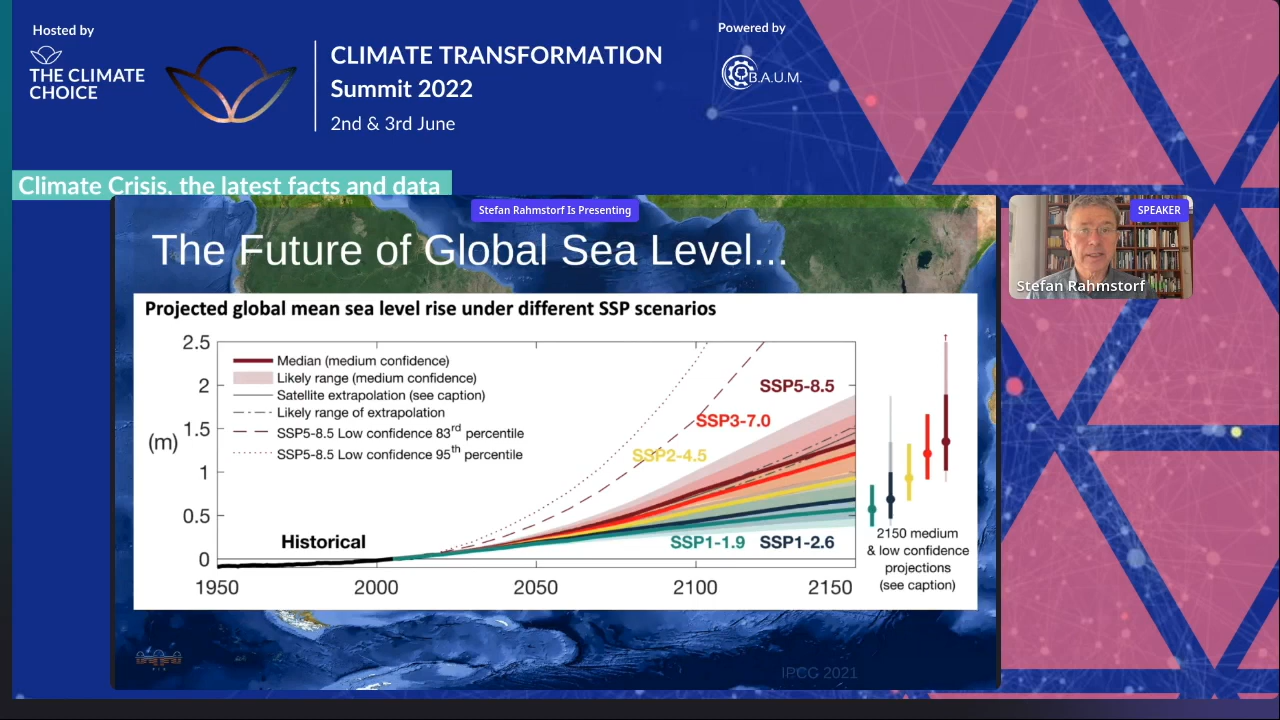 Hosted by
THE CLIMATE
CHOICE
CLIMATE TRANSFORMATION
Summit 2022
2nd & 3rd June
Powered by
B.A.U.M.
Climate Crisis, the latest facts and data
Stefan Rahmstorf Is Presenting
SPEAKER
Stefan Rahmstorf
The Future of Global Sea Level...
Projected global mean sea level rise under different SSP scenarios
2.5
2
1.5
1
0.5
0
(m)
Median (medium confidence)
Likely range (medium confidence)
Satellite extrapolation (see caption)
Likely range of extrapolation
SSP5-8.5 Low confidence 83rd percentile
SSP5-8.5 Low confidence 95th percentile
SSP5-8.5
SSP3-7.0
SSP2-4.5
Historical
SSP1-1.9
SSP1-2.6
1950
2000
2050
2100
2150
2150 medium
& low confidence
projections
(see caption)
IPCC 2021